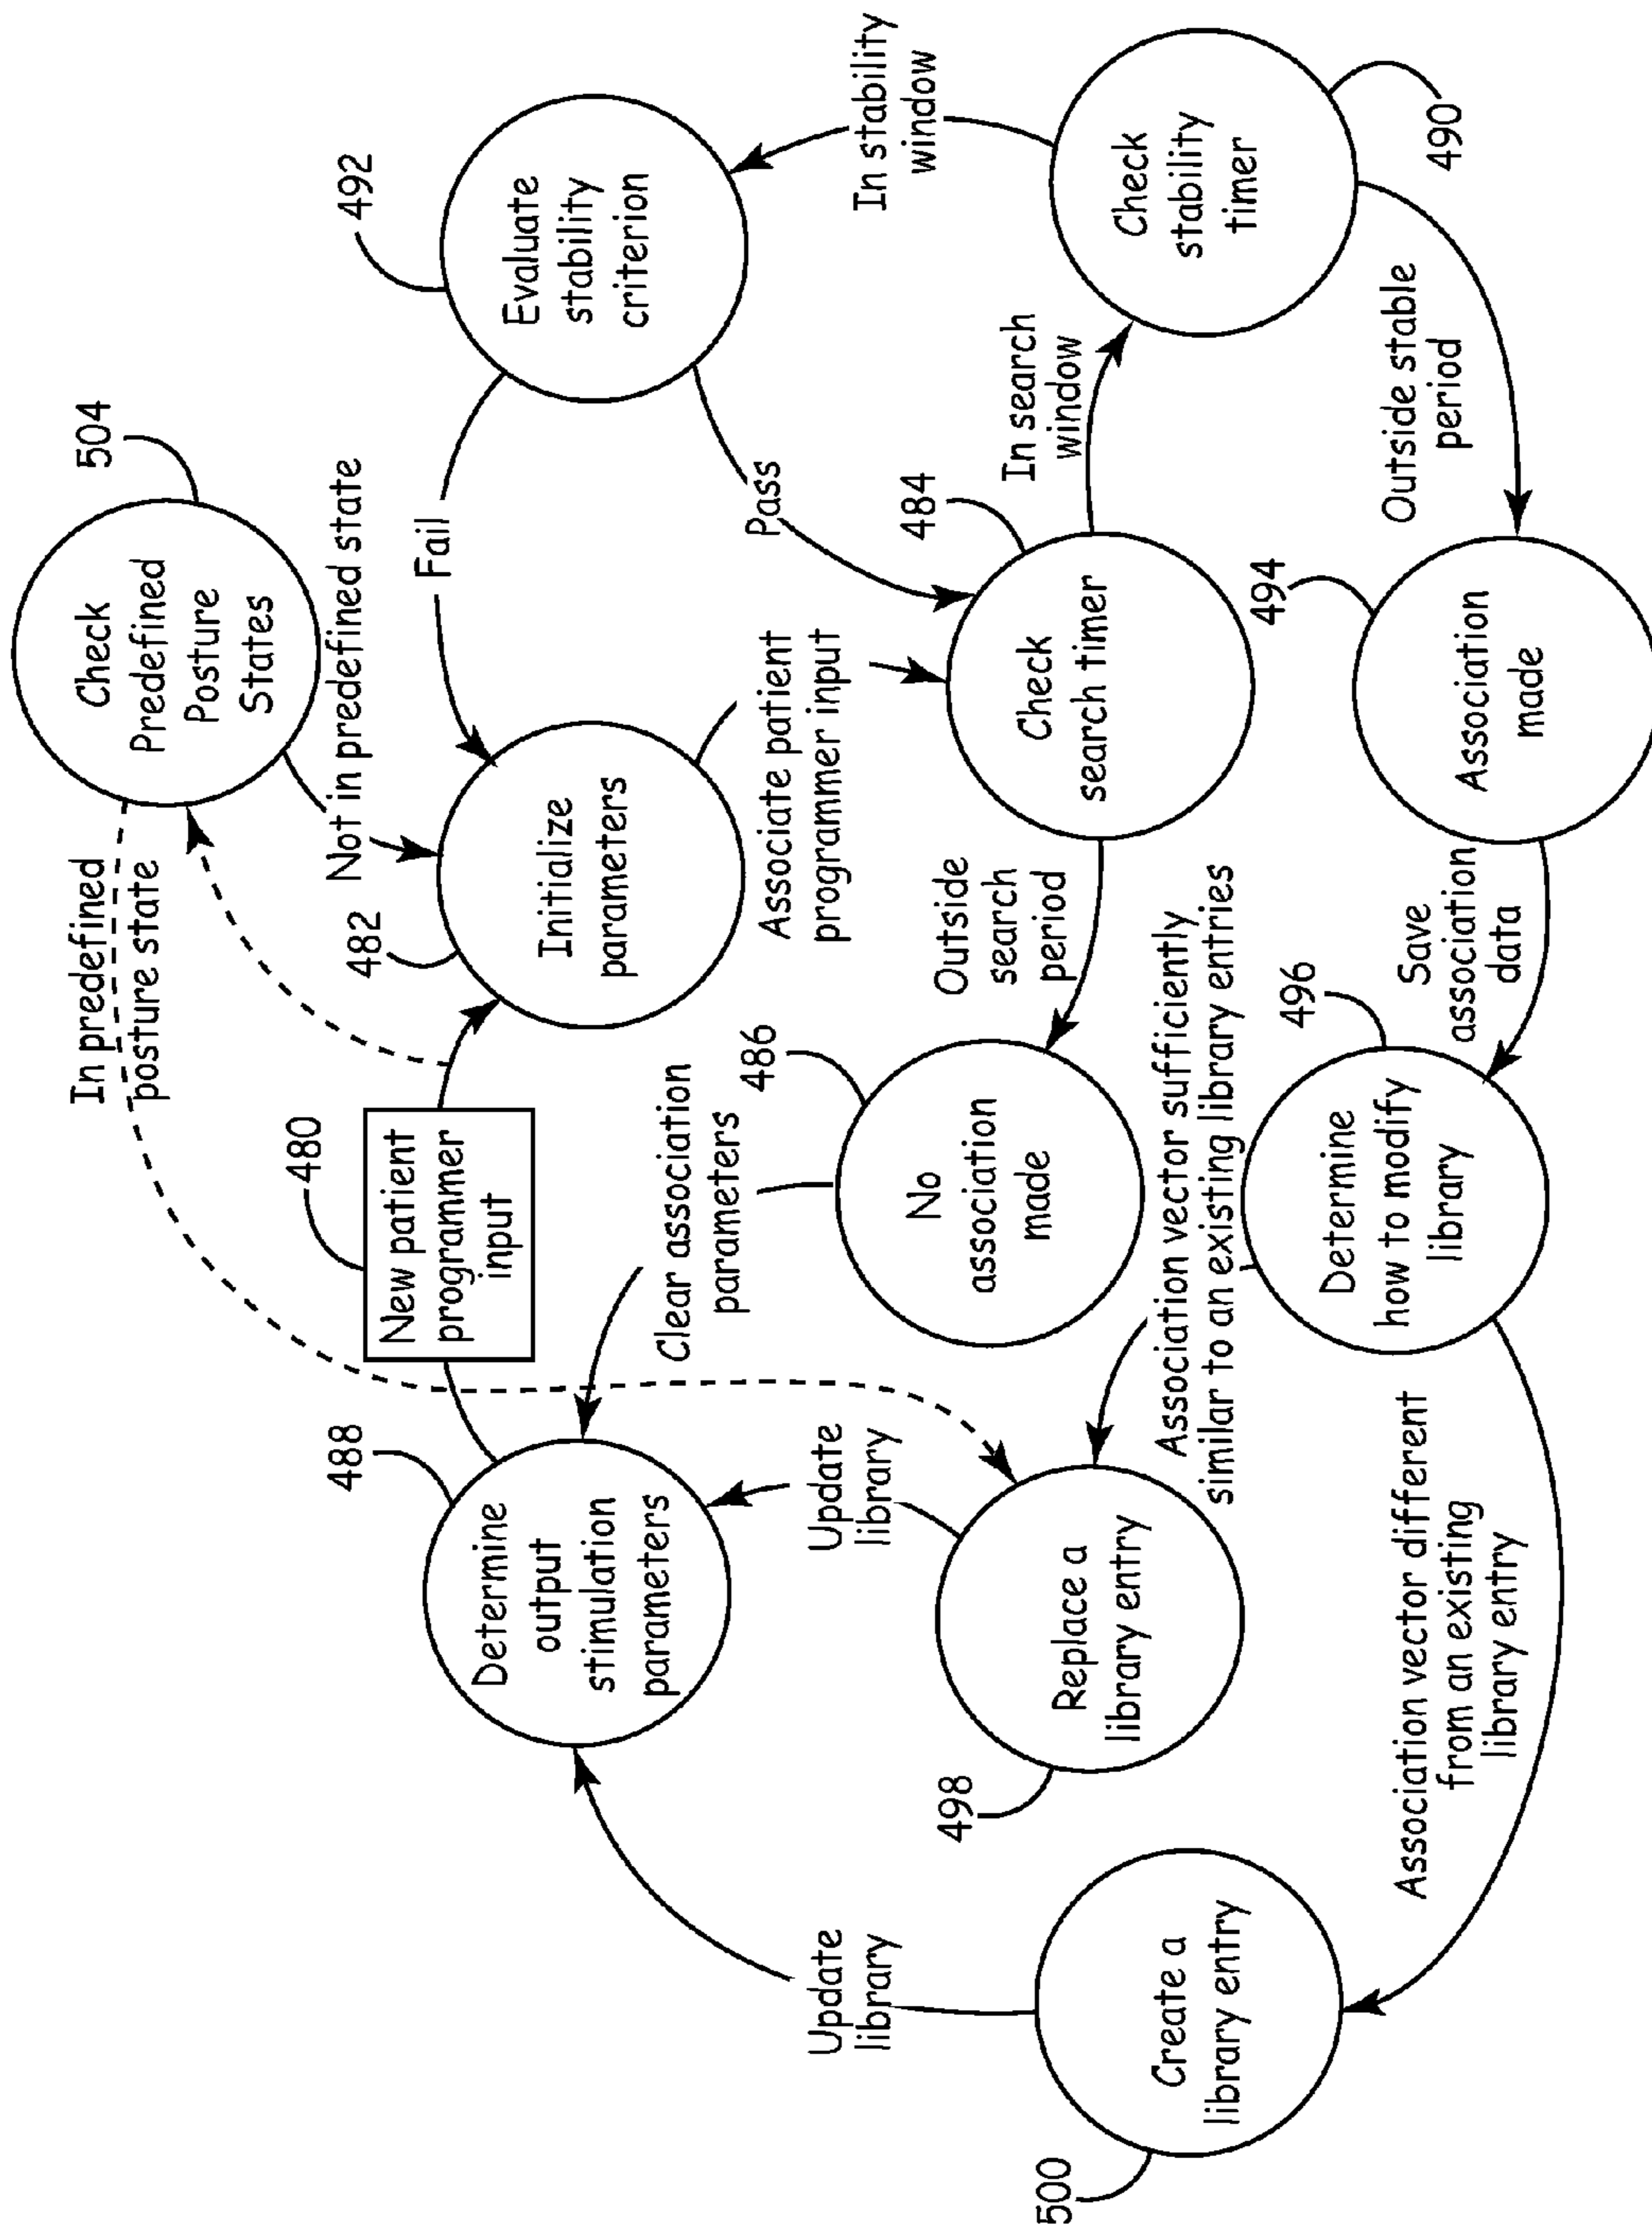 504
Check
Predefined
Posture
States
492
Evaluate
stability
criterion
In predefined
posture state
Not in predefined state
Fail
In stability
window
480
New patient
programmer
input
482
Initialize
parameters
488
Determine
output
stimulation
parameters
Clear association
parameters
486
No
association
made
Associate patient
programmer input
Pass
484
Check
search timer
In search
window
Check
stability
timer
490
Outside
search
period
Update
library
Update
library
498
Replace a
library entry
Association vector sufficiently
similar to an existing library entries
500
Create a
library entry
Association vector different
from an existing
library entry
496
Determine
how to modify
library
Save
association
data
494
Association
made
Outside stable
period